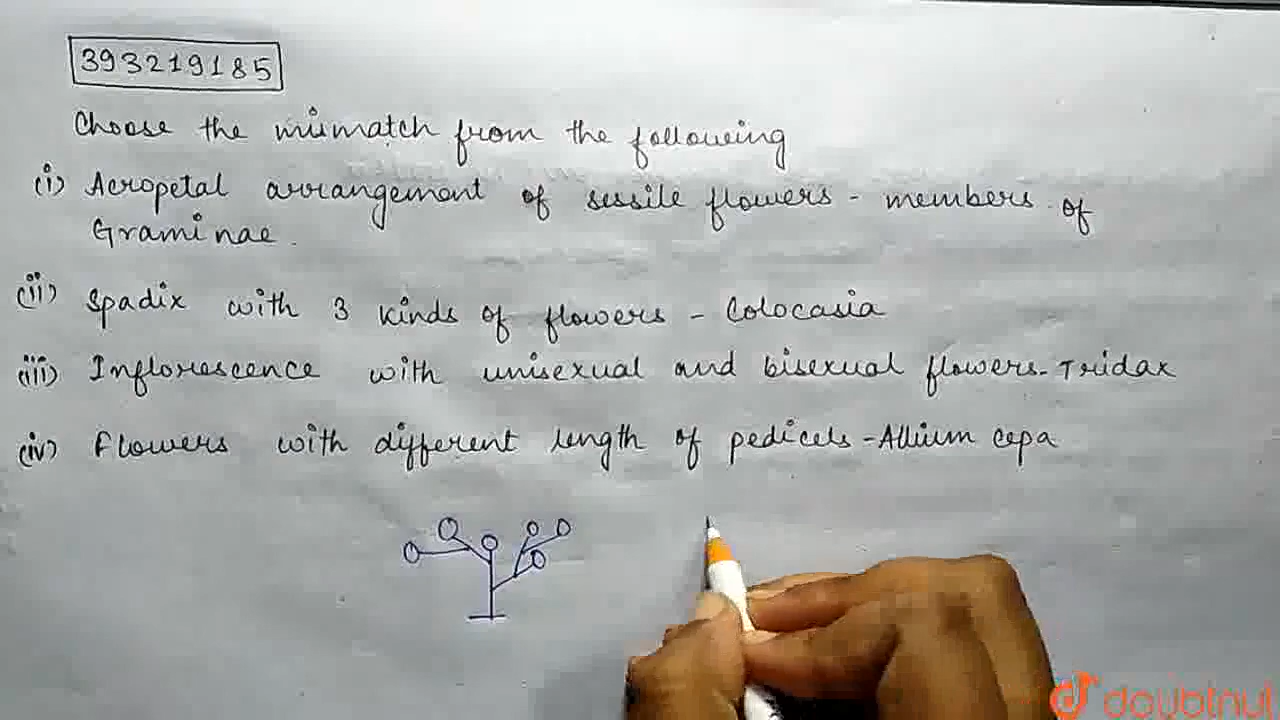 393219185
Choose the mismatch from the following
(i) Acropetal arrangement of sessile flowers - members of
Graminae.
(ii) Spadix with 3 kinds of flowers - Colocasia
(iii) Inflorescence with unisexual and bisexual flowers - Tridax
(iv) Flowers with different length of pedicels - Allium cepa
doubtnut